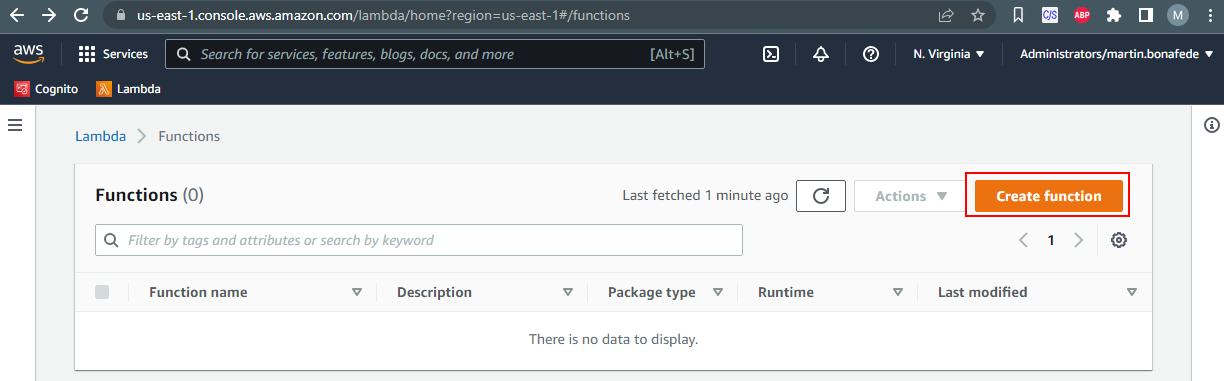 us-east-1.console.aws.amazon.com/lambda/home?region=us-east-1#/functions
C/JS
ABP
M
aws
Services
Search for services, features, blogs, docs, and more
[Alt+S]
N. Virginia
Administrators/martin.bonafede
Cognito
Lambda
Lambda
Functions
Functions (0)
Last fetched 1 minute ago
Actions
Create function
Filter by tags and attributes or search by keyword
1
Function name
Description
Package type
Runtime
Last modified
There is no data to display.